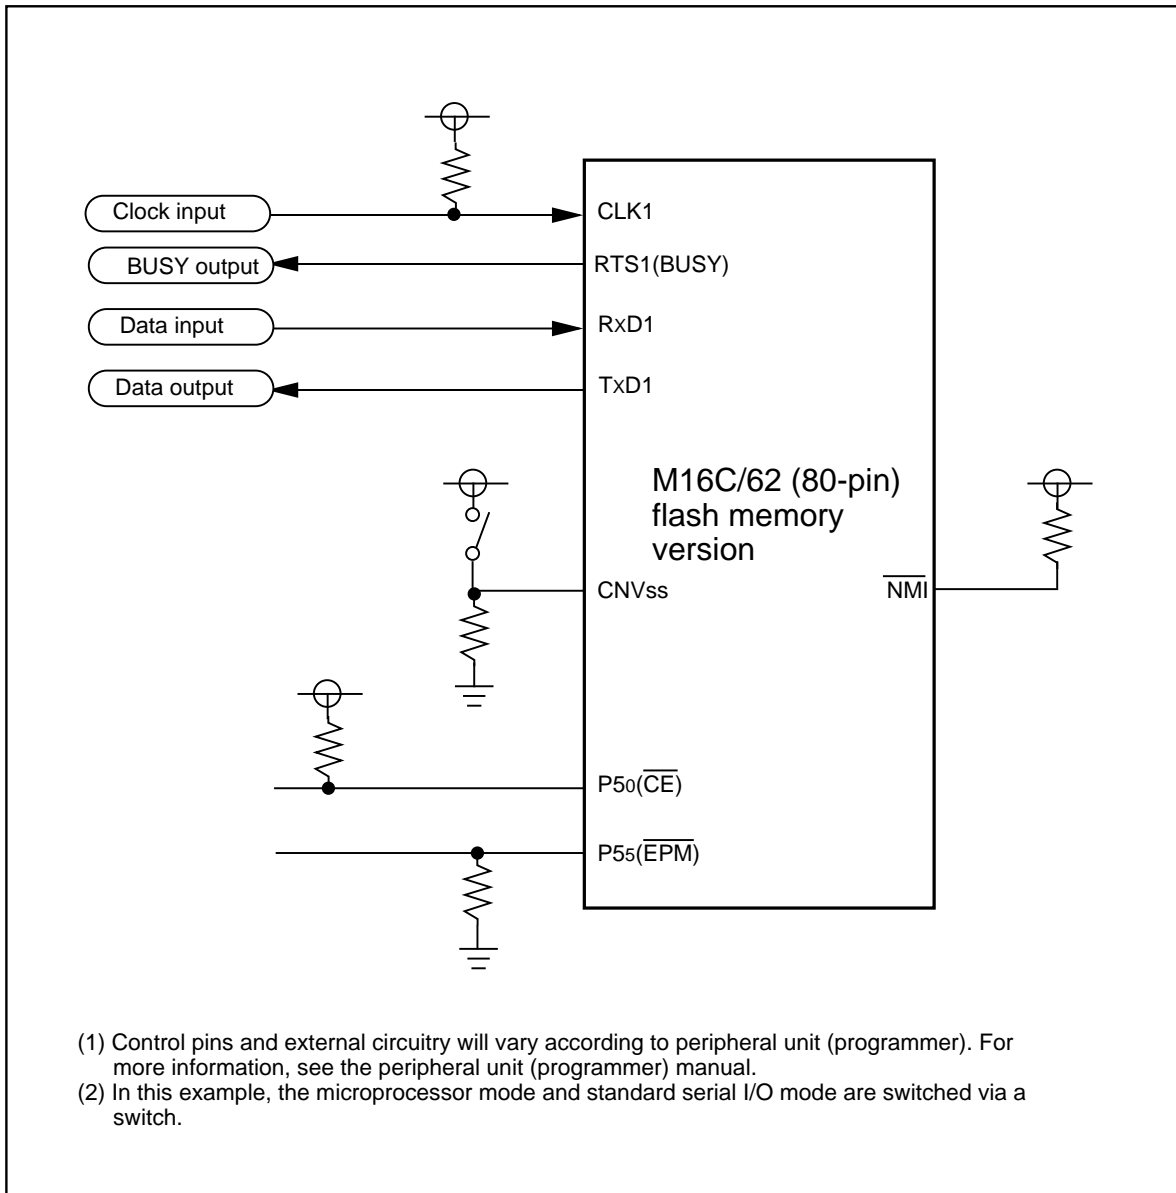 Clock input
CLK1
BUSY output
RTS1(BUSY)
Data input
RxD1
Data output
TxD1
M16C/62 (80-pin)
flash memory
version
CNVss
NMI
P50(CE)
P55(EPM)
(1) Control pins and external circuitry will vary according to peripheral unit (programmer). For
more information, see the peripheral unit (programmer) manual.
(2) In this example, the microprocessor mode and standard serial I/O mode are switched via a
switch.